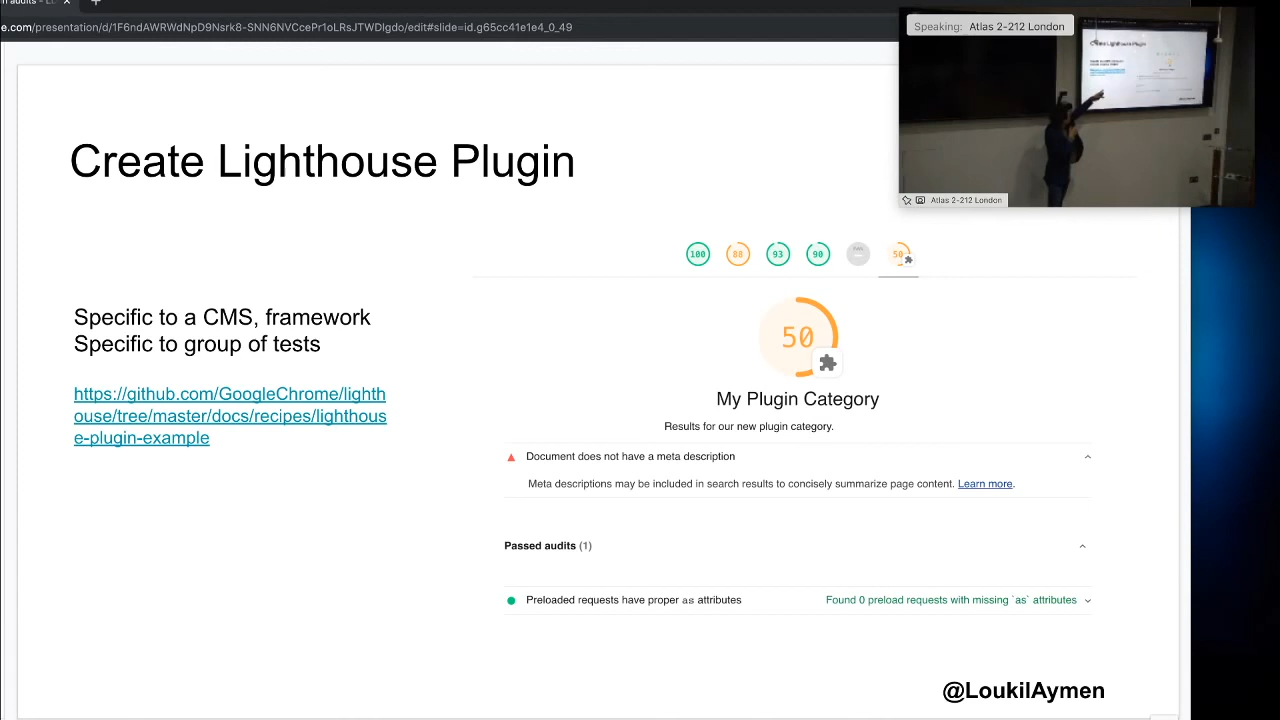 n audits - Li
e.com/presentation/d/1F6ndAWRWdNpD9Nsrk8-SNN6NVCcePr1oLRsJTWDlgdo/edit#slide=id.g65cc41e1e4_0_49
Speaking: Atlas 2-212 London
Create Lighthouse Plugin
Atlas 2-212 London
Create Lighthouse Plugin
100 88 93 90 50
Specific to a CMS, framework
Specific to group of tests
https://github.com/GoogleChrome/lighth
ouse/tree/master/docs/recipes/lighthous
e-plugin-example
50
My Plugin Category
Results for our new plugin category.
Document does not have a meta description
Meta descriptions may be included in search results to concisely summarize page content. Learn more.
Passed audits (1)
Preloaded requests have proper as attributes
Found 0 preload requests with missing `as` attributes
@LoukilAymen